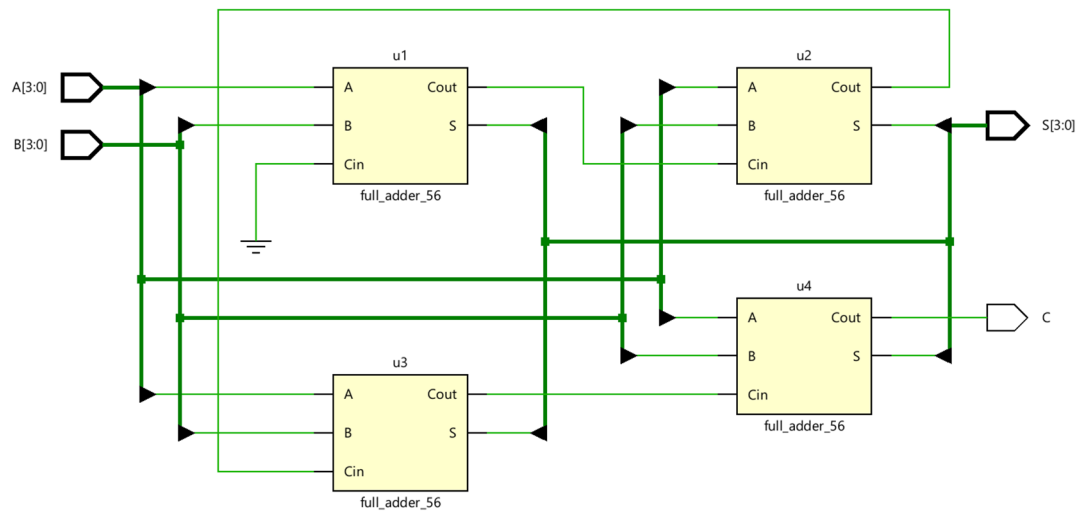 u1
u2
A[3:0]
A
Cout
A
Cout
B[3:0]
B
S
B
S
S[3:0]
Cin
Cin
full_adder_56
full_adder_56
u4
A
Cout
C
u3
B
S
A
Cout
Cin
B
S
full_adder_56
Cin
full_adder_56